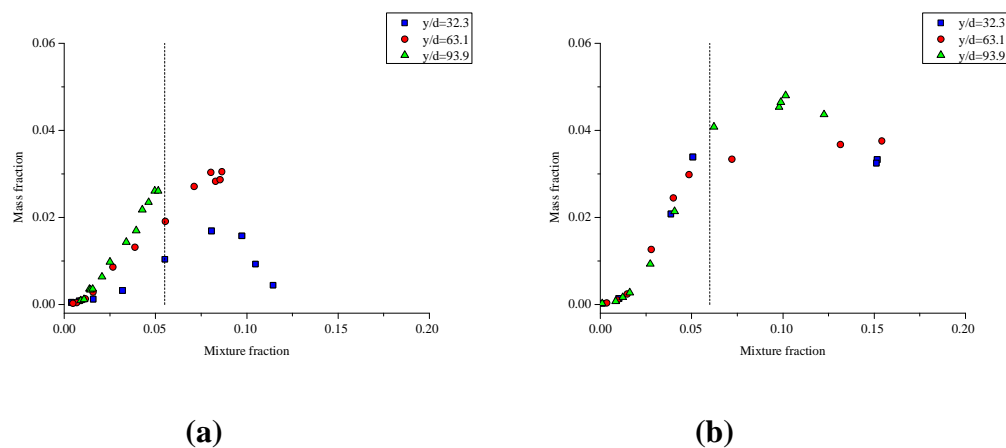 y/d=32.3
y/d=63.1
y/d=93.9
0.06
0.04
0.02
0.00
Mass fraction
0.00 0.05 0.10 0.15 0.20
Mixture fraction
(a)
y/d=32.3
y/d=63.1
y/d=93.9
0.06
0.04
0.02
0.00
Mass fraction
0.00 0.05 0.10 0.15 0.20
Mixture fraction
(b)